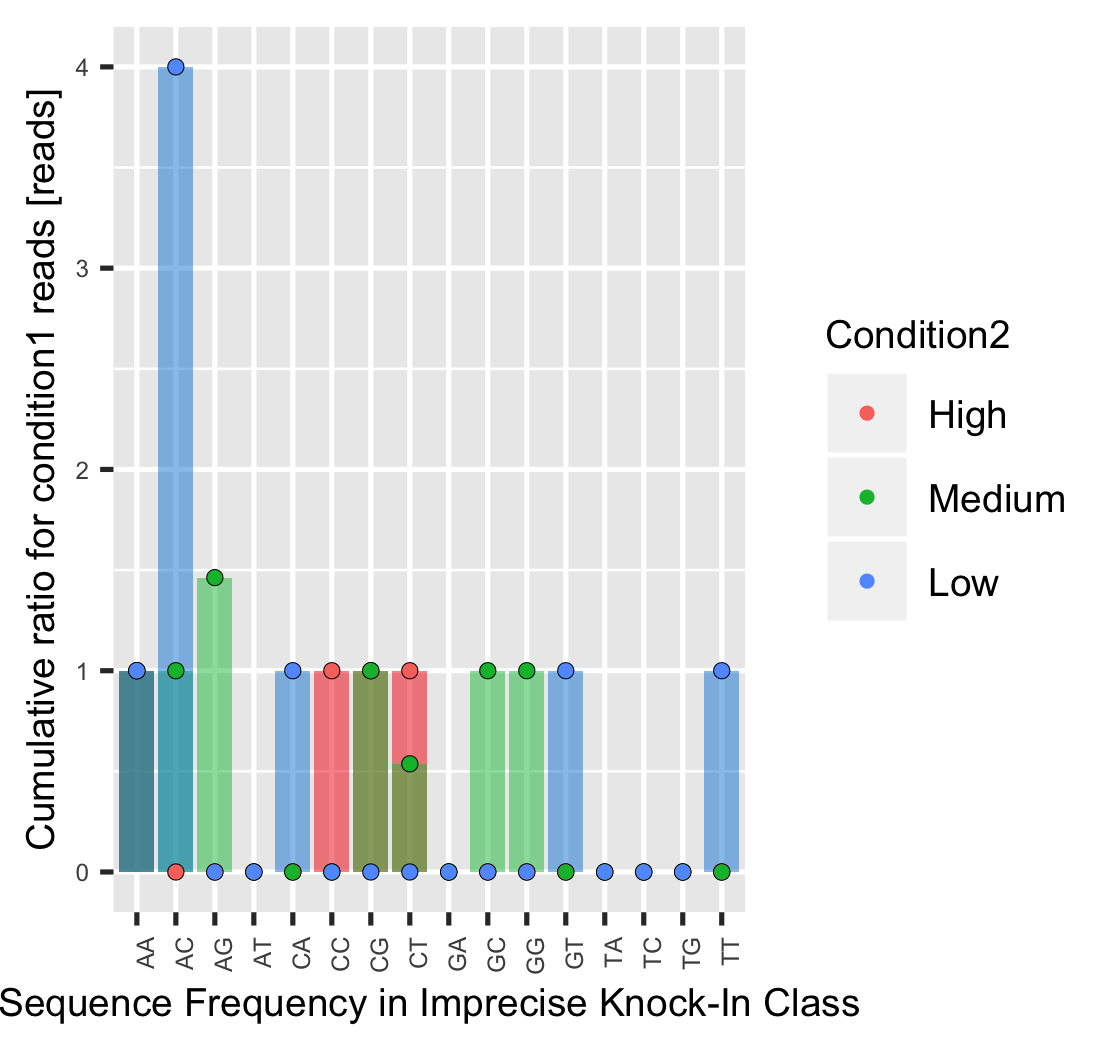 Cumulative ratio for condition1 reads [reads]
4
3
2
1
0
AA AC AG AT CA CC CG CT GA GC GG GT TA TC TG TT
Sequence Frequency in Imprecise Knock-In Class
Condition2
High
Medium
Low